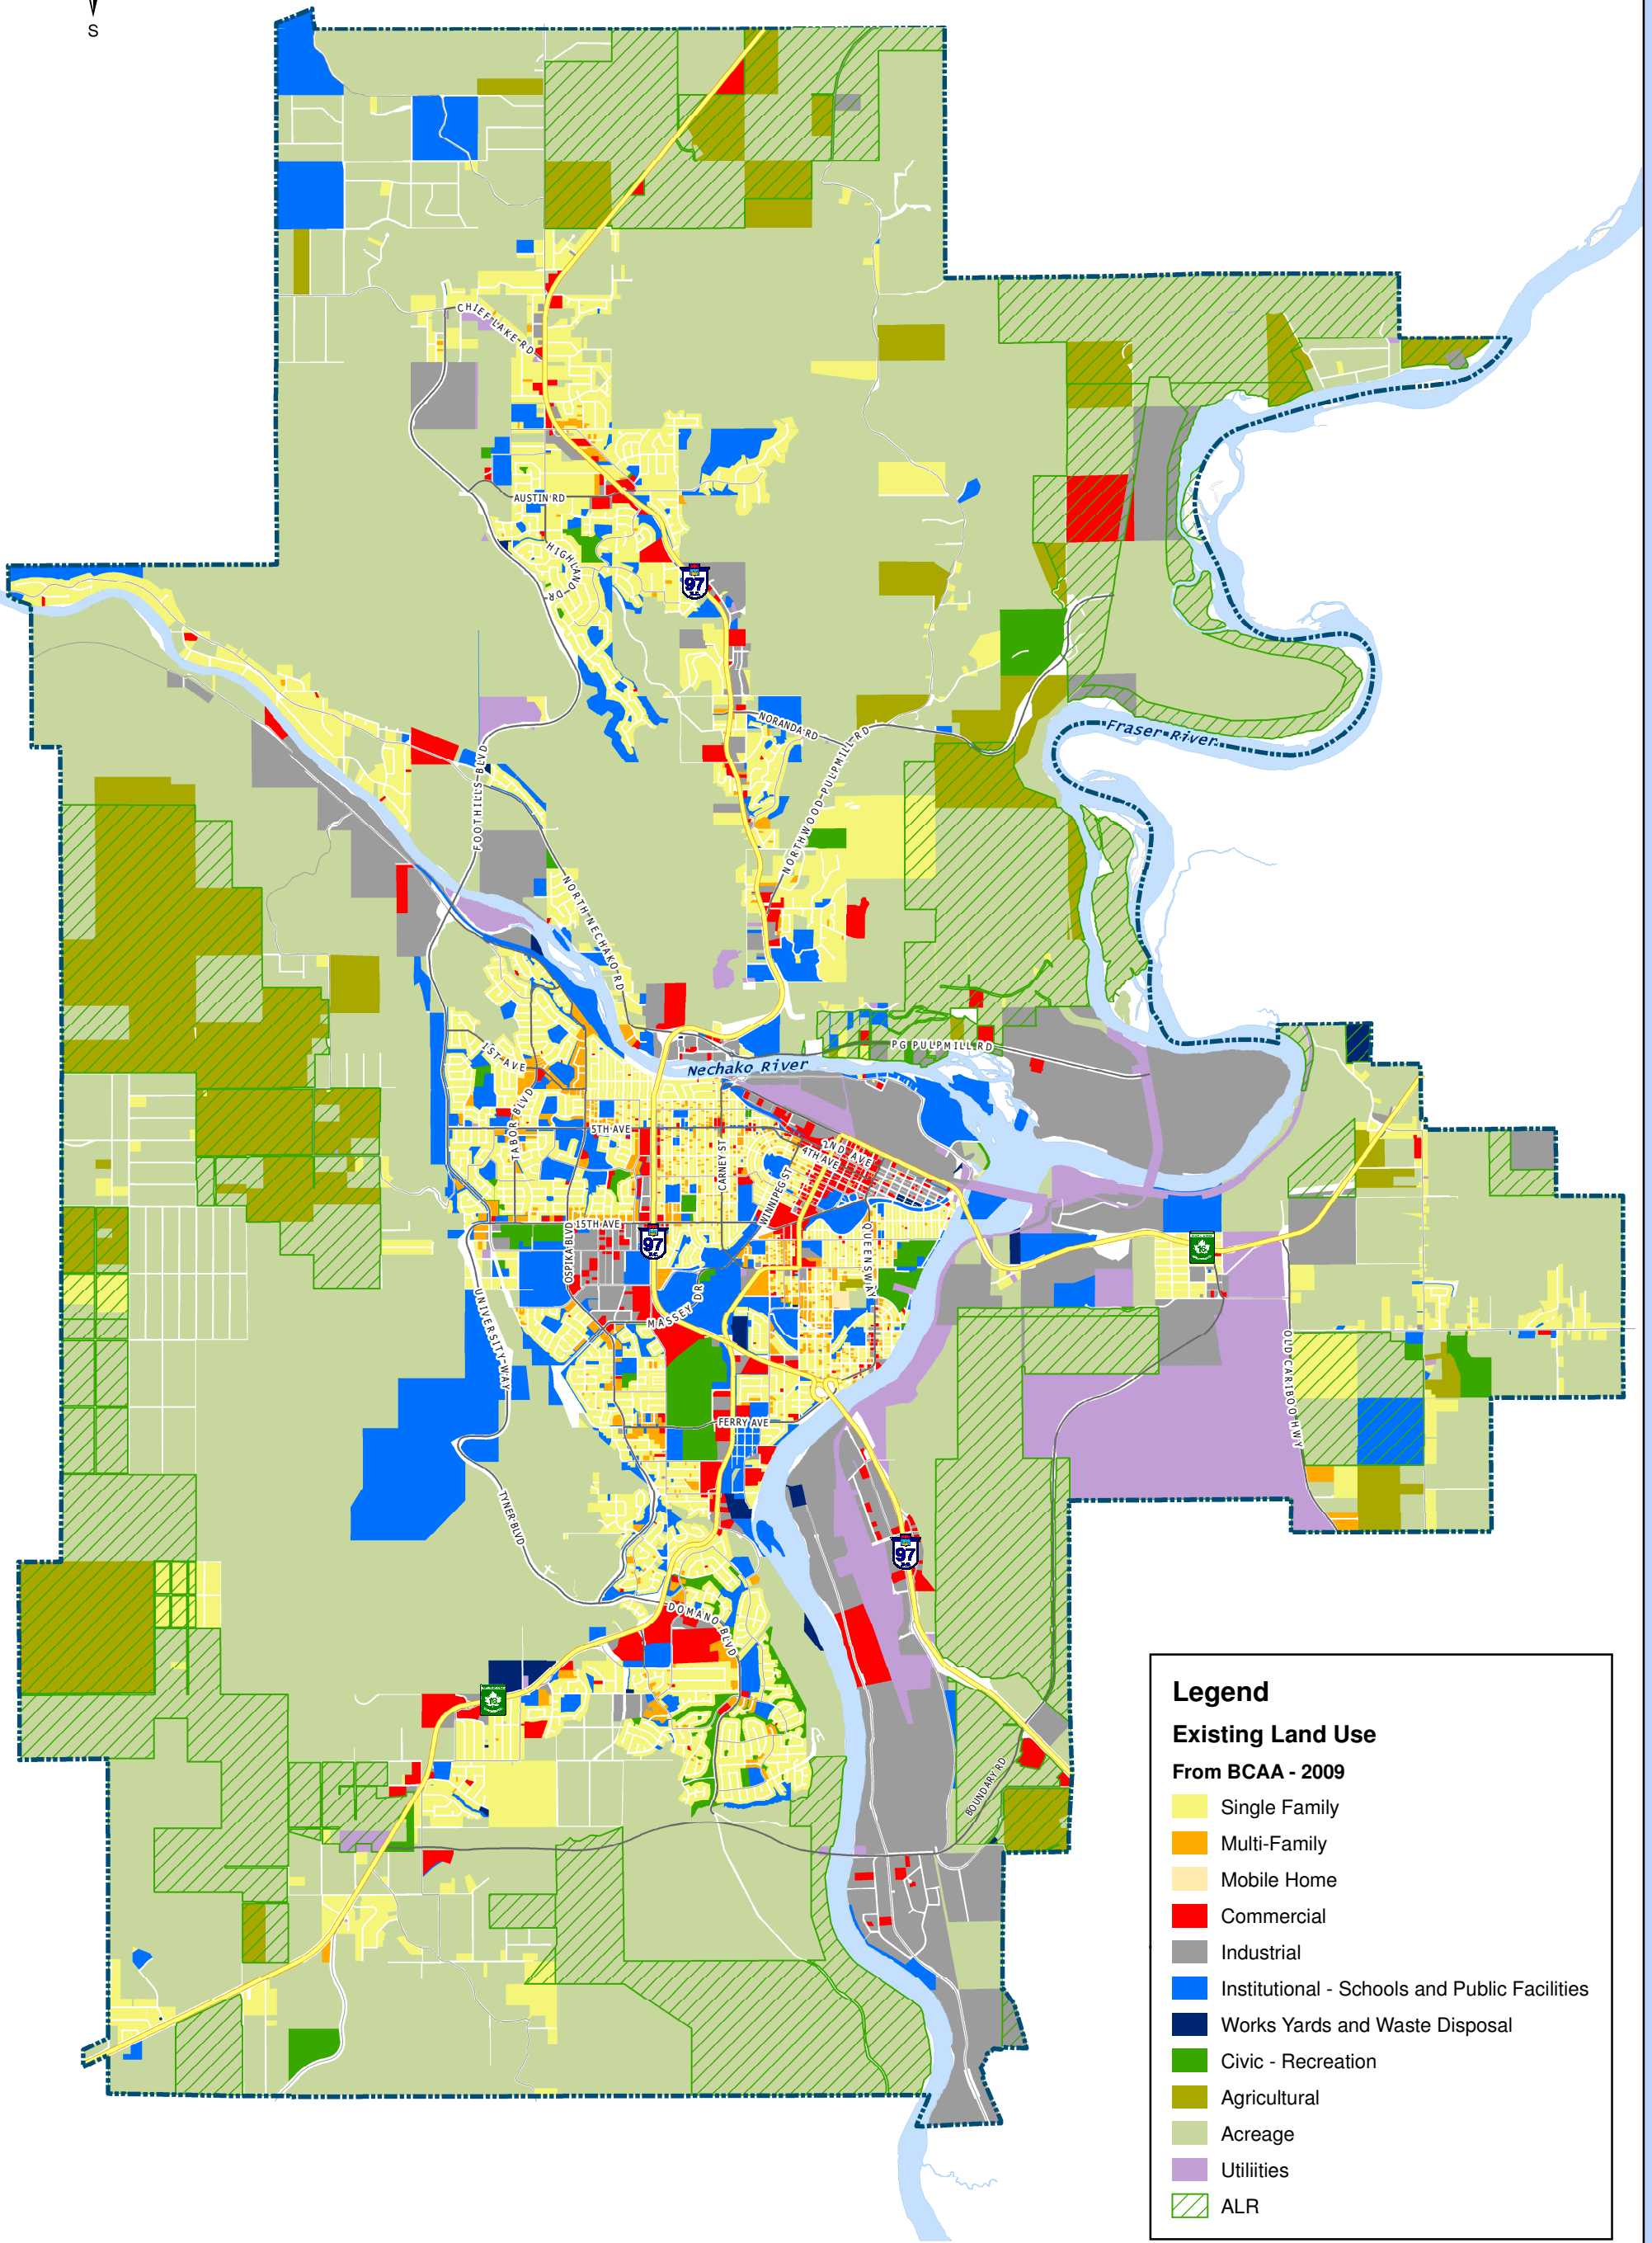 S
CHIEF LAKE RD
AUSTIN RD
HIGHLAND DR
97
NORANDA RD
Fraser River
FOOTHILLS BLVD
NORTHWOOD PULPMILL RD
NORTH NECHAKO RD
1ST AVE
PG PULPMILL RD
Nechako River
TABOR BLVD
5TH AVE
CARNEY ST
2ND AVE
4TH AVE
WINNIPEG ST
15TH AVE
OSPIKA BLVD
97
QUEENSWAY
16
UNIVERSITY WAY
MASSEY DR
OLD CARIBOO HWY
FERRY AVE
TYNER BLVD
97
DOMANO BLVD
16
BOUNDARY RD
Legend
Existing Land Use
From BCAA - 2009
Single Family
Multi-Family
Mobile Home
Commercial
Industrial
Institutional - Schools and Public Facilities
Works Yards and Waste Disposal
Civic - Recreation
Agricultural
Acreage
Utiliities
ALR